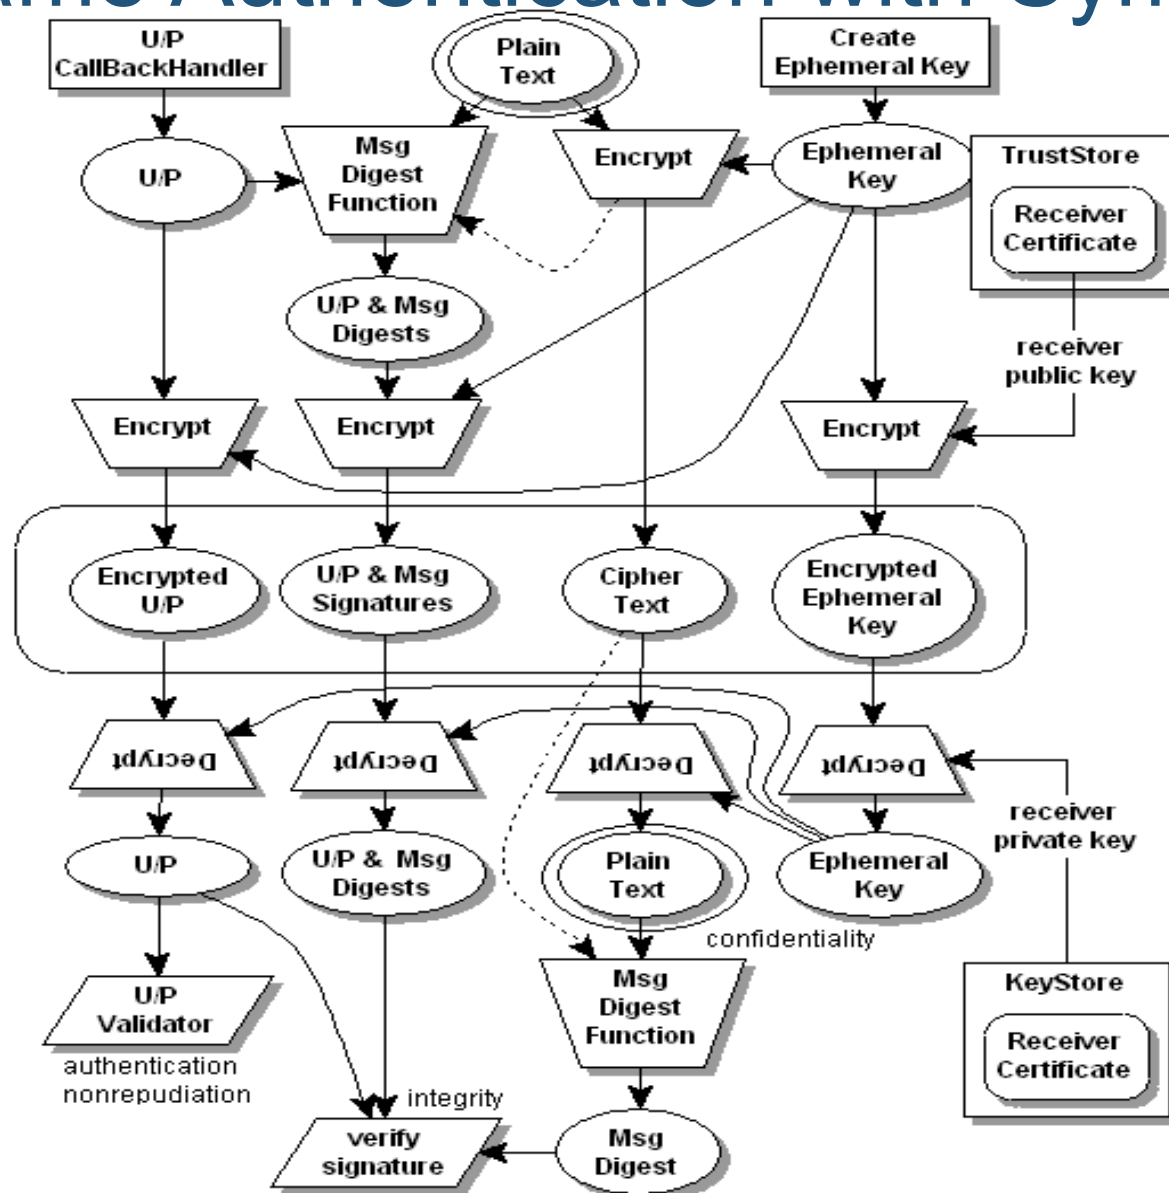 Authentication with
U/P
CallBackHandler
Plain
Text
Create
Ephemeral Key
U/P
Msg
Digest
Function
Encrypt
Ephemeral
Key
TrustStore
Receiver
Certificate
U/P & Msg
Digests
receiver
public key
Encrypt
Encrypt
Encrypt
Encrypted
U/P
U/P & Msg
Signatures
Cipher
Text
Encrypted
Ephemeral
Key
Decrypt
Decrypt
Decrypt
Decrypt
receiver
private key
U/P
U/P & Msg
Digests
Plain
Text
Ephemeral
Key
confidentiality
U/P
Validator
Msg
Digest
Function
KeyStore
Receiver
Certificate
authentication
nonrepudiation
integrity
verify
signature
Msg
Digest